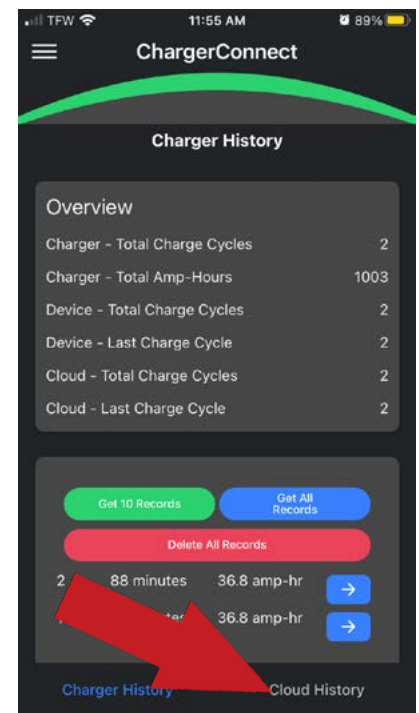 TFW 11:55 AM 89%
ChargerConnect
Charger History
Overview
Charger - Total Charge Cycles 2
Charger - Total Amp-Hours 1003
Device - Total Charge Cycles 2
Device - Last Charge Cycle 2
Cloud - Total Charge Cycles 2
Cloud - Last Charge Cycle 2
Get 10 Records
Get All
Records
Delete All Records
2 88 minutes 36.8 amp-hr
36.8 amp-hr
Charger History Cloud History